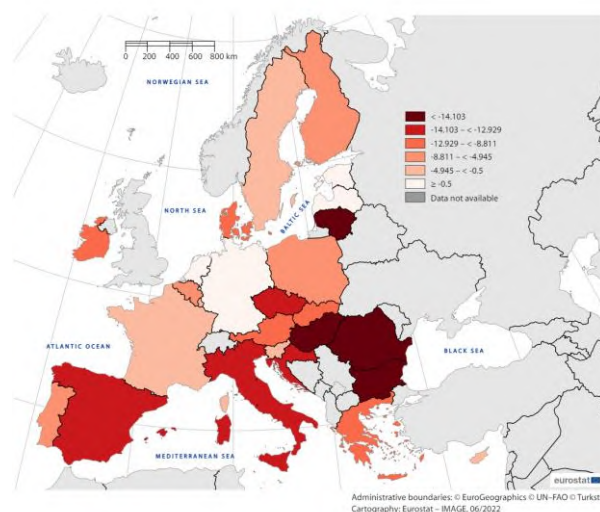 0 200 400 600 800 km
NORWEGIAN SEA
< -14.103
-14.103 – < -12.929
-12.929 – < -8.811
-8.811 – < -4.945
-4.945 – < -0.5
≥ -0.5
Data not available
NORTH SEA
BALTIC SEA
ATLANTIC OCEAN
BLACK SEA
MEDITERRANEAN SEA
eurostat
Administrative boundaries: © EuroGeographics © UN–FAO © Turkst
Cartography: Eurostat – IMAGE, 06/2022